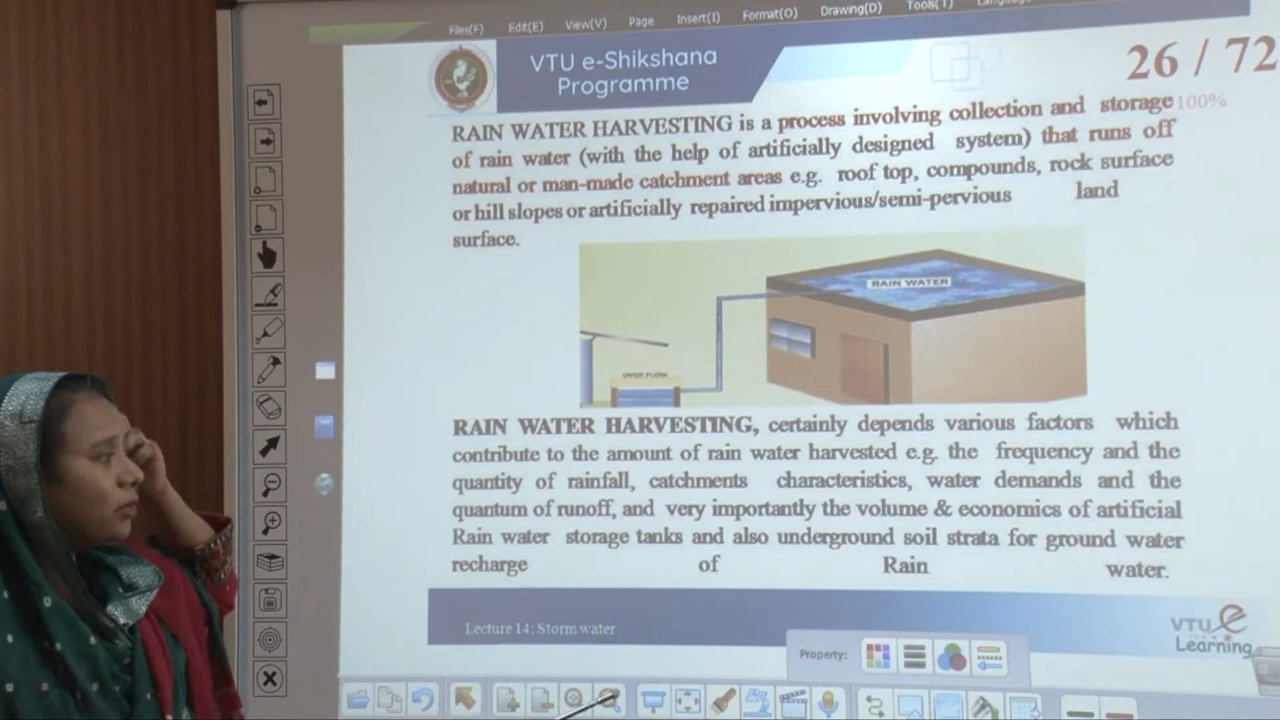 Files(F) Edit(E) View(V) Page Insert(I) Format(O) Drawing(D) Tools(T)
VTU e-Shikshana
Programme
26 / 72
100%
RAIN WATER HARVESTING is a process involving collection and storage
of rain water (with the help of artificially designed system) that runs off
natural or man-made catchment areas e.g. roof top, compounds, rock surface
or hill slopes or artificially repaired impervious/semi-pervious land
surface.
RAIN WATER
OVER FLOW
RAIN WATER HARVESTING, certainly depends various factors which
contribute to the amount of rain water harvested e.g. the frequency and the
quantity of rainfall, catchments characteristics, water demands and the
quantum of runoff, and very importantly the volume & economics of artificial
Rain water storage tanks and also underground soil strata for ground water
recharge of Rain water.
Lecture 14: Storm water
VTU e
Learning
Property: